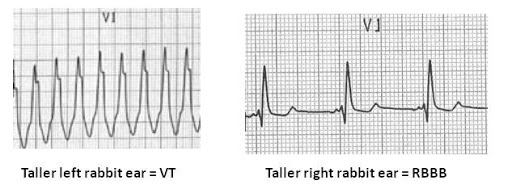 V1
V1
Taller left rabbit ear = VT
Taller right rabbit ear = RBBB